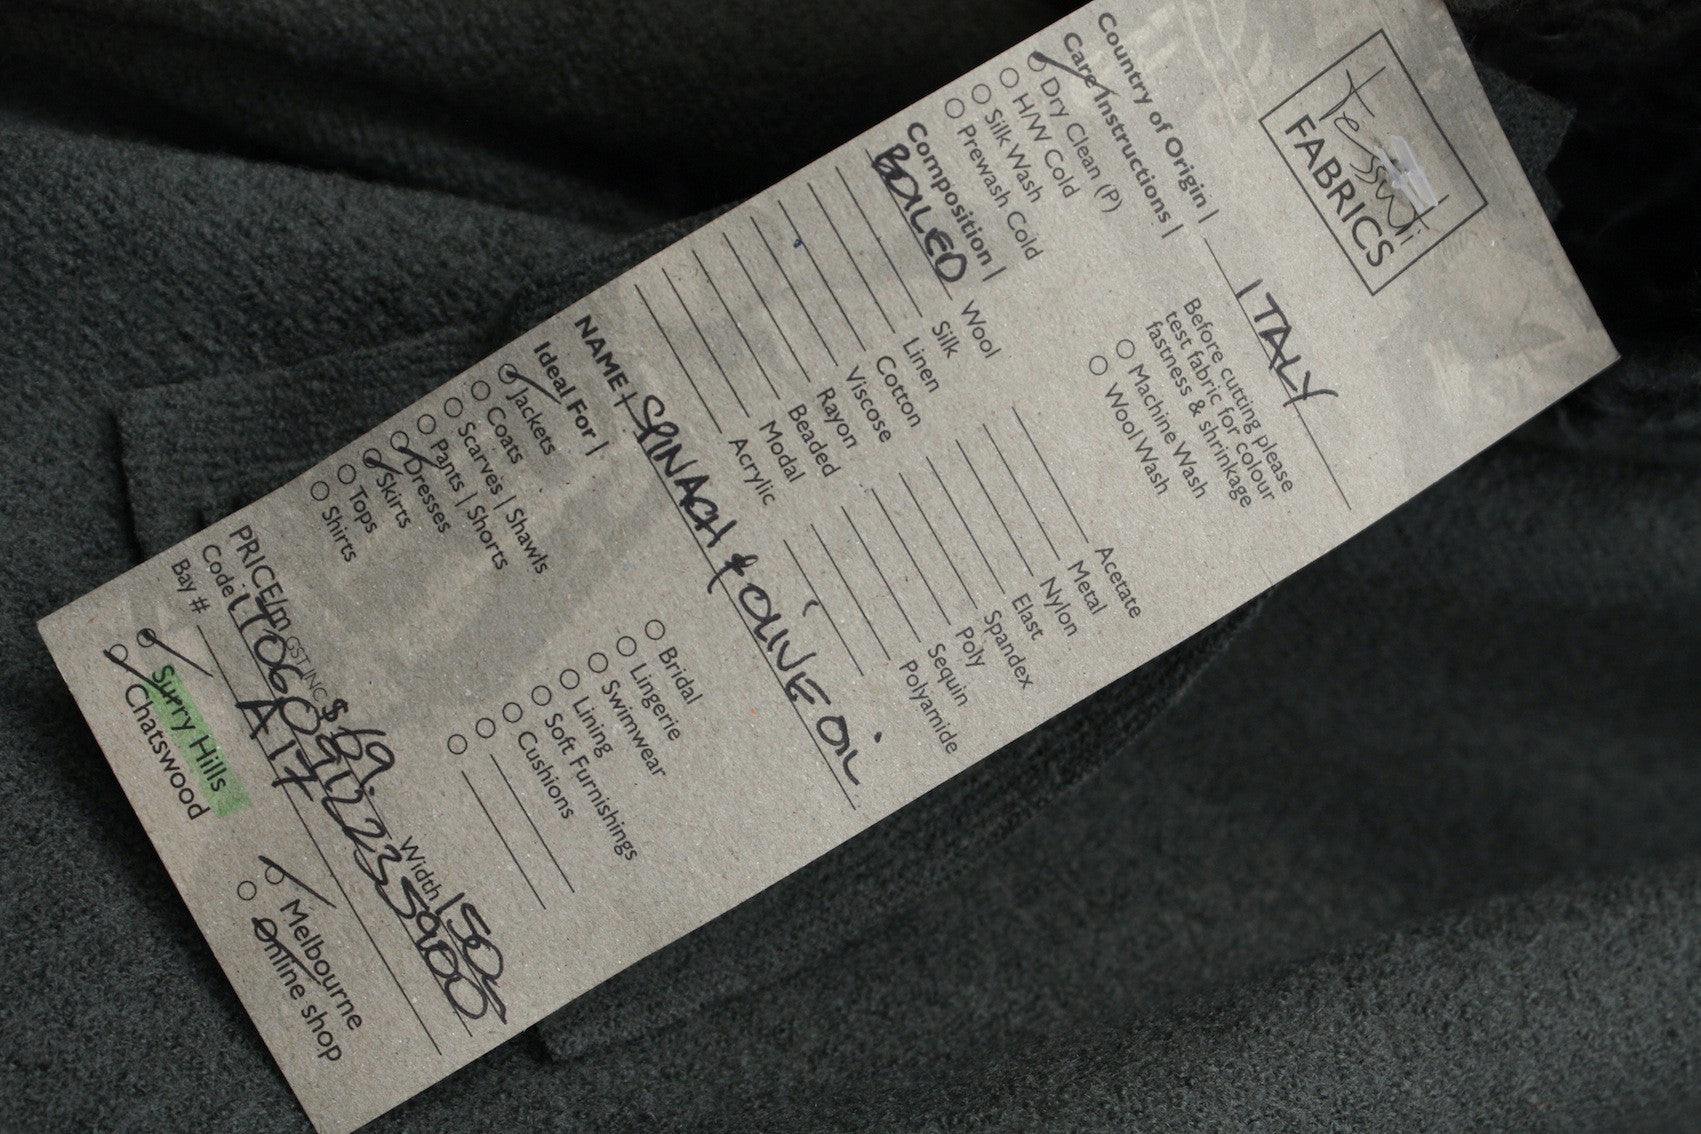 Tessuti
FABRICS
Country of Origin | ITALY
Care Instructions |
Dry Clean (P)
H/W Cold
Silk Wash
Prewash Cold
Before cutting please
test fabric for colour
fastness & shrinkage
Machine Wash
Wool Wash
Composition |
BOILED Wool
Silk
Linen
Cotton
Viscose
Rayon
Beaded
Modal
Acrylic
Acetate
Metal
Nylon
Elast
Spandex
Poly
Sequin
Polyamide
NAME | SPINACH & OLIVE OIL
Ideal For |
Jackets
Coats
Scarves | Shawls
Pants | Shorts
Dresses
Skirts
Tops
Shirts
Bridal
Lingerie
Swimwear
Lining
Soft Furnishings
Cushions
PRICE/m GST INC. $69. Width 150
Code
Bay # A17
Surry Hills
Chatswood
Melbourne
Online shop